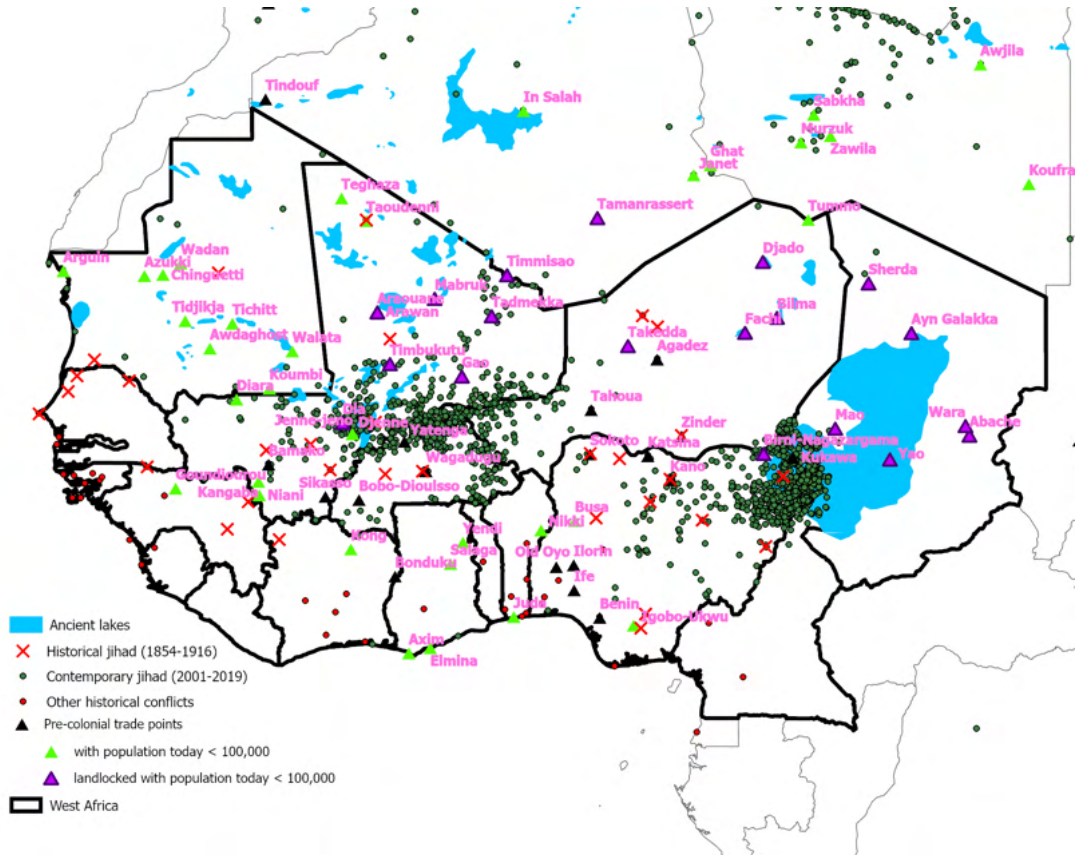 Awjila
Tindouf
In Salah
Sabkha
Murzuk
Zawila
Ghat
Janet
Koufra
Teghaza
Taoudenni
Tamanrassert
Tummo
Wadan
Arguin
Azukki
Chinguetti
Timmisao
Djado
Sherda
Mabruk
Araouane
Arawan
Tadmekka
Bilma
Fachi
Tidjikja
Tichitt
Awdaghost
Walata
Takedda
Agadez
Ayn Galakka
Timbukutu
Gao
Koumbi
Diara
Tahoua
Dia
Jenne-jeno
Djenne
Yatenga
Zinder
Mao
Wara
Abache
Bamako
Wagadugu
Sokoto
Katsina
Kukawa
Yao
Goundiourou
Kangaba
Niani
Sikasso
Bobo-Dioulsso
Kano
Busa
Kong
Yendi
Salaga
Nikki
Bonduku
Old Oyo
Ilorin
Ife
Juda
Benin
Igobo-Ukwu
Axim
Elmina
Ancient lakes
Historical jihad (1854-1916)
Contemporary jihad (2001-2019)
Other historical conflicts
Pre-colonial trade points
with population today < 100,000
landlocked with population today < 100,000
West Africa